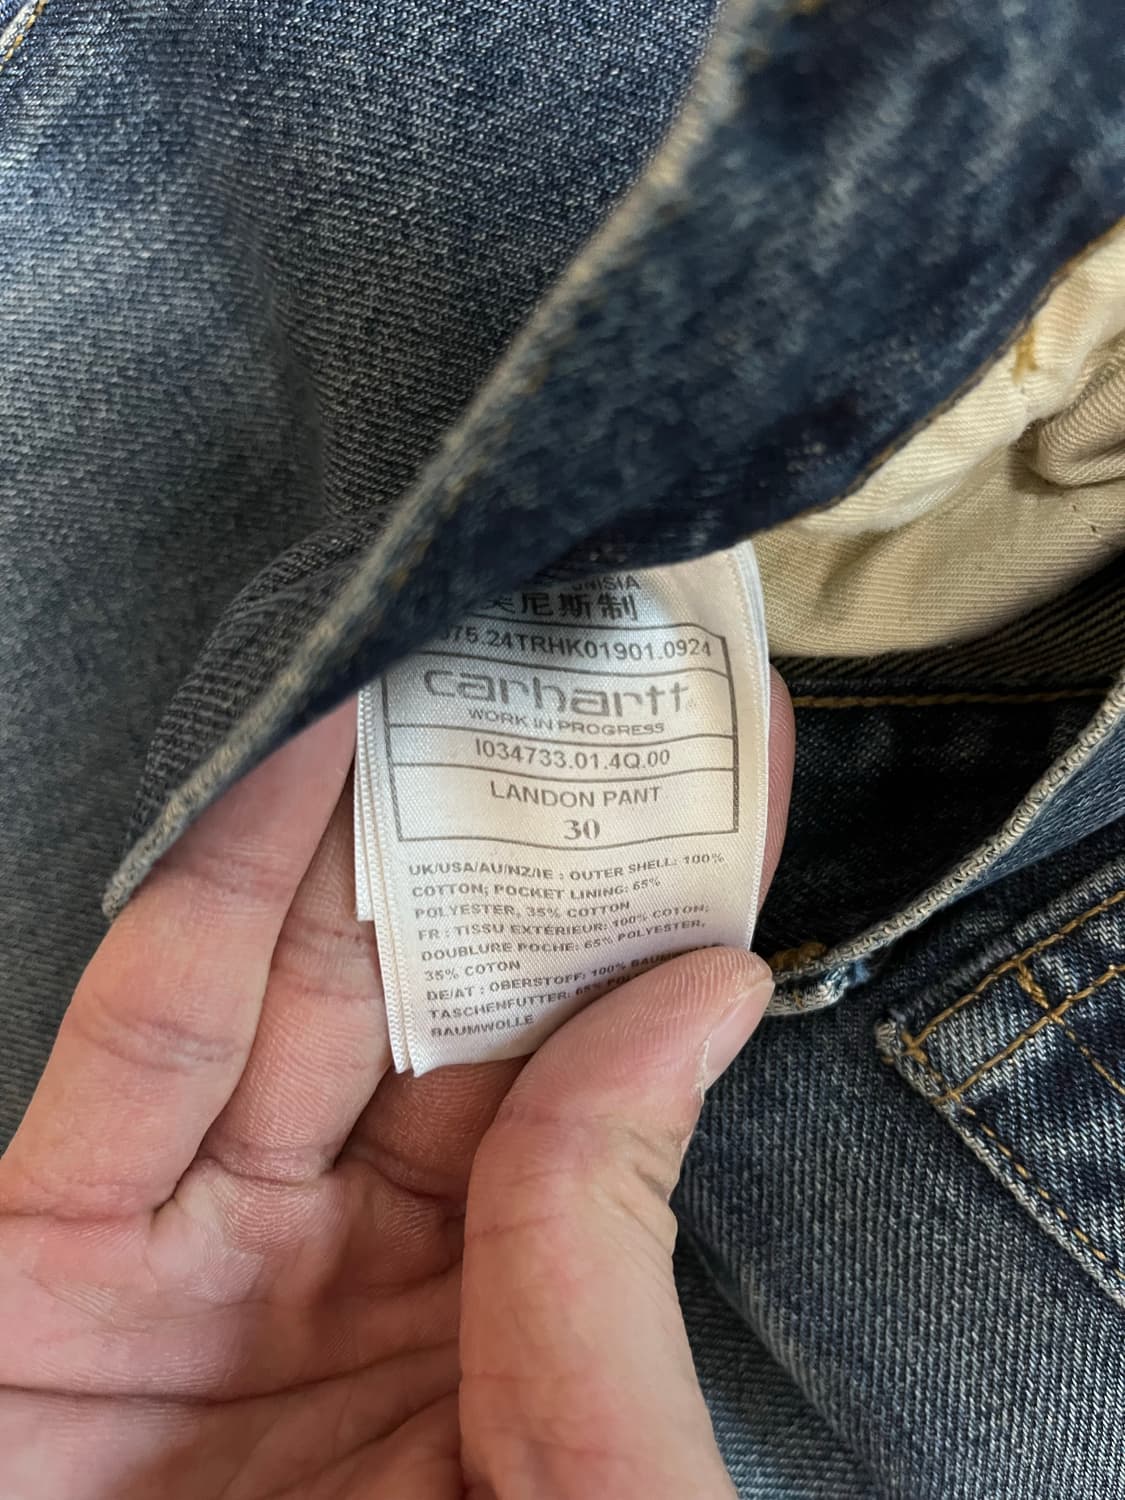 尼斯制
.24TRHK01901.0924
carhartt
WORK IN PROGRESS
I034733.01.4Q.00
LANDON PANT
30
UK/USA/AU/NZ/IE : OUTER SHELL: 100%
COTTON; POCKET LINING: 65%
POLYESTER, 35% COTTON
FR : TISSU EXTÉRIEUR: 100% COTON;
DOUBLURE POCHE: 65% POLYESTER,
35% COTON
DE/AT : OBERSTOFF: 100%
TASCHENFUTTER: 65%
BAUMWOLLE